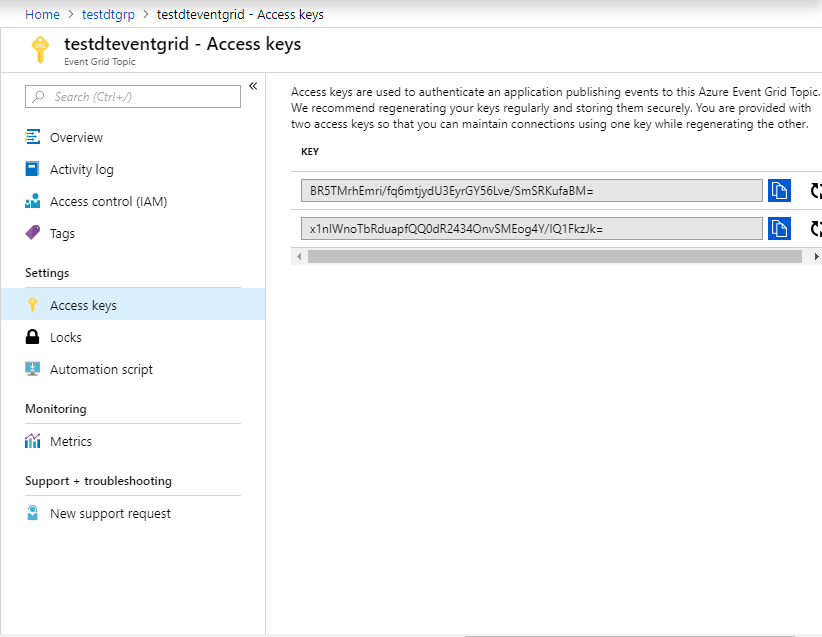 Home > testdtgrp > testdteventgrid - Access keys
testdteventgrid - Access keys
Event Grid Topic
Search (Ctrl+/)
«
Overview
Activity log
Access control (IAM)
Tags
Settings
Access keys
Locks
Automation script
Monitoring
Metrics
Support + troubleshooting
New support request
Access keys are used to authenticate an application publishing events to this Azure Event Grid Topic.
We recommend regenerating your keys regularly and storing them securely. You are provided with
two access keys so that you can maintain connections using one key while regenerating the other.
KEY
BR5TMrhEmri/fq6mtjydU3EyrGY56Lve/SmSRKufaBM=
x1nIWnoTbRduapfQQ0dR2434OnvSMEog4Y/IQ1FkzJk=